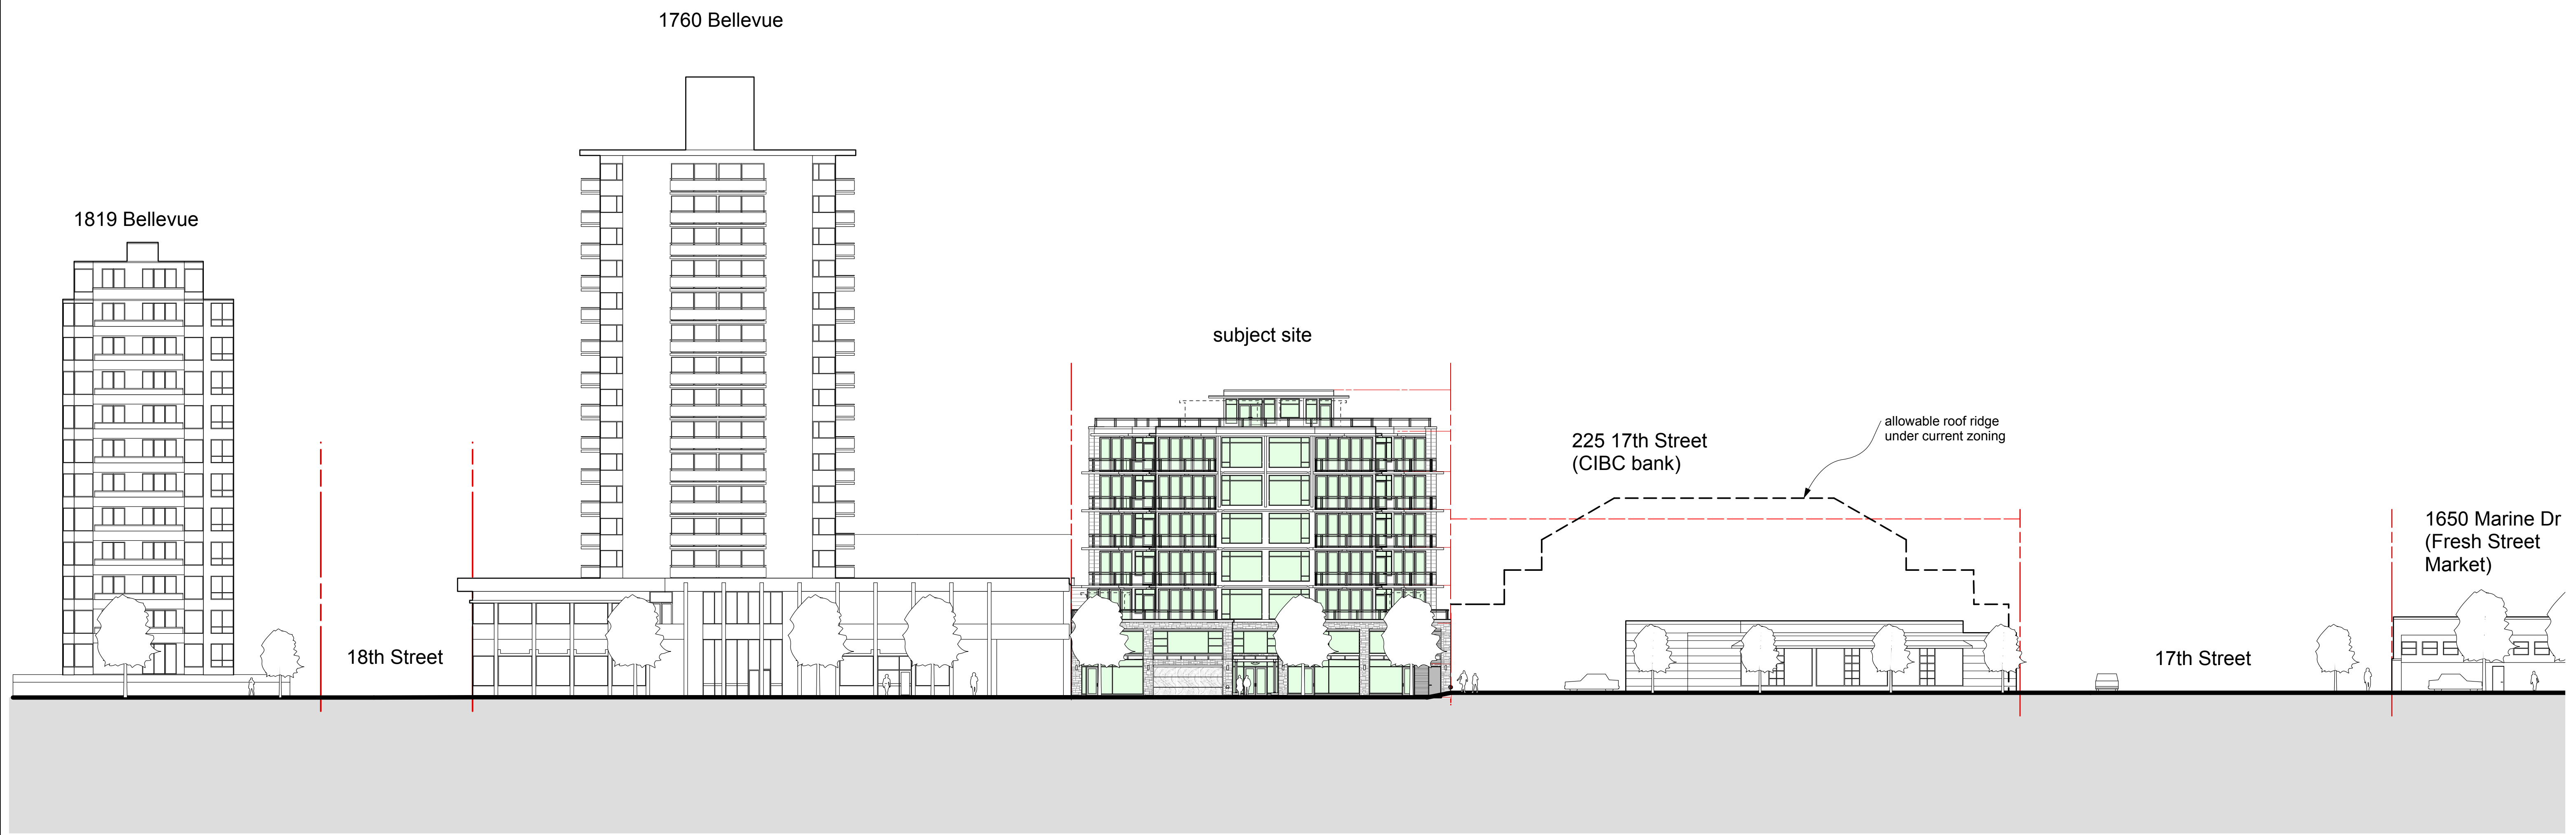 1760 Bellevue
1819 Bellevue
subject site
225 17th Street
(CIBC bank)
allowable roof ridge
under current zoning
1650 Marine Dr
(Fresh Street
Market)
18th Street
17th Street